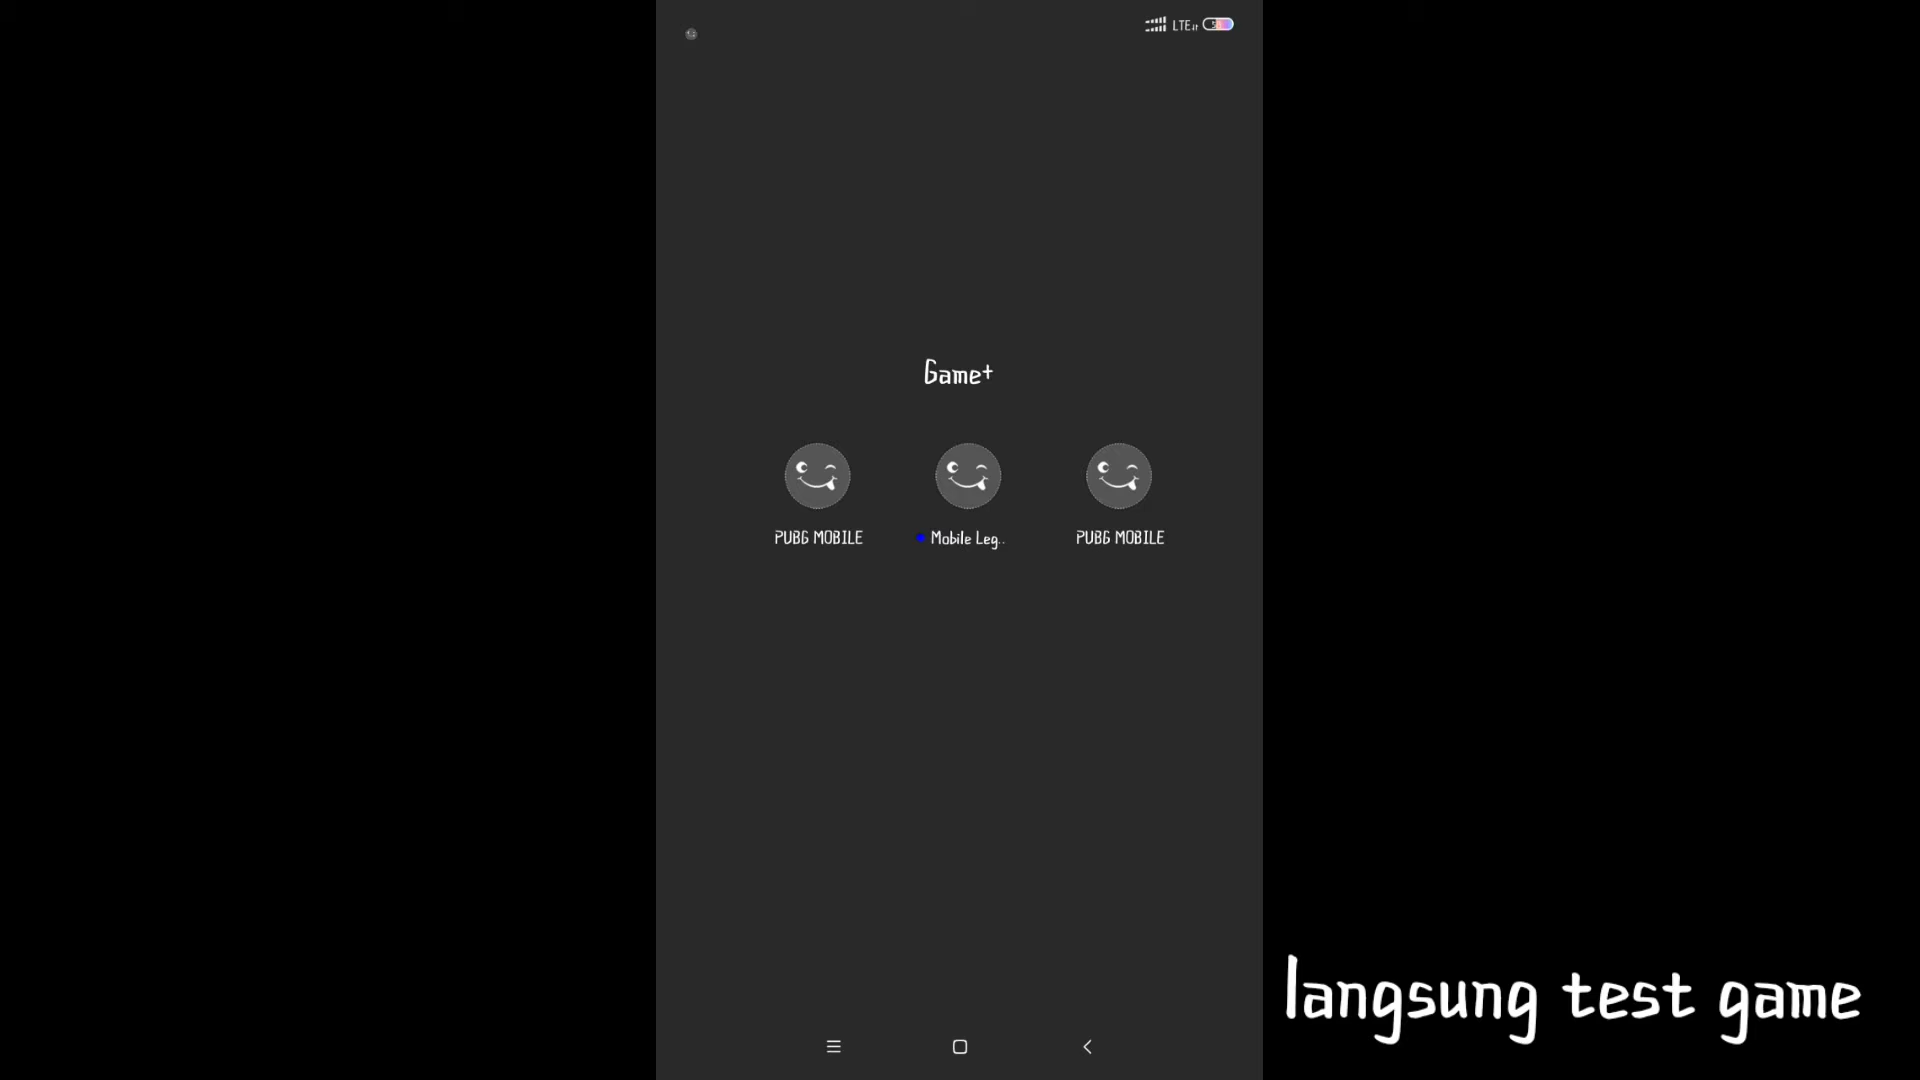 LTE
Game+
PUBG MOBILE
Mobile Leg..
PUBG MOBILE
langsung test game